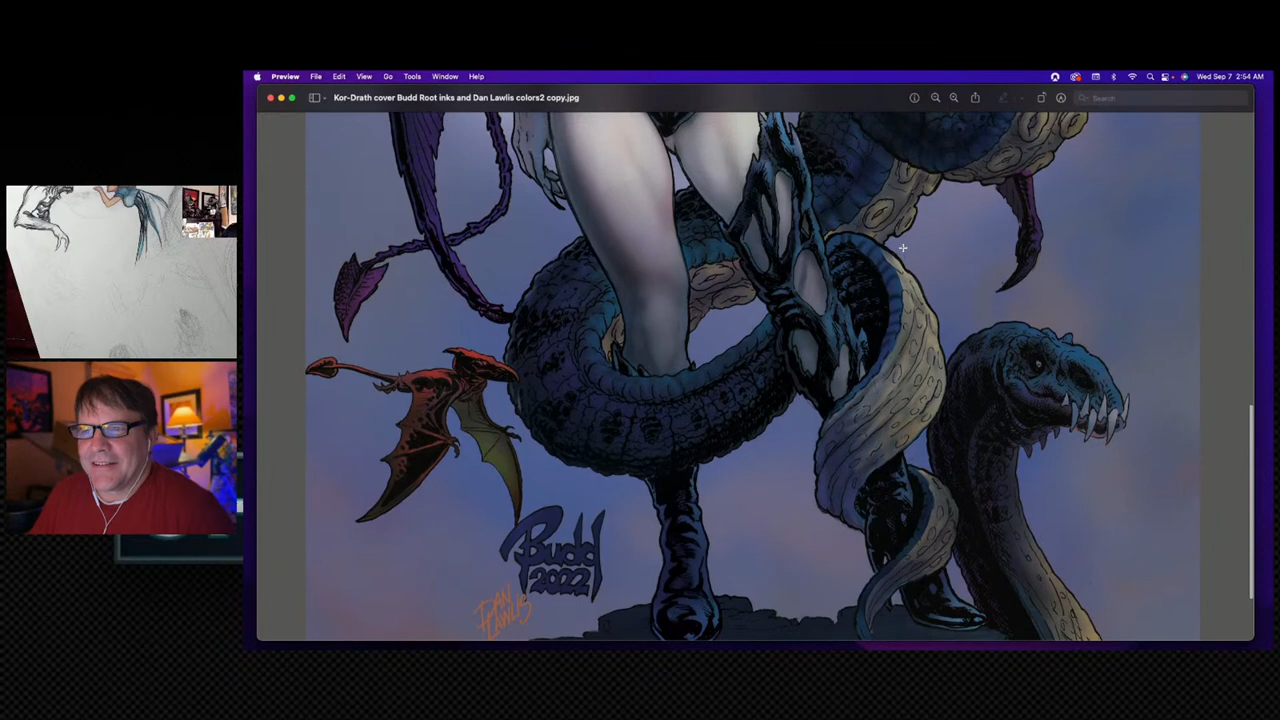 Preview File Edit View Go Tools Window Help Wed Sep 7 2:54 AM
Kor-Drath cover Budd Root inks and Dan Lawlis colors2 copy.jpg Search
Budd
2022
DAN
LAWLIS